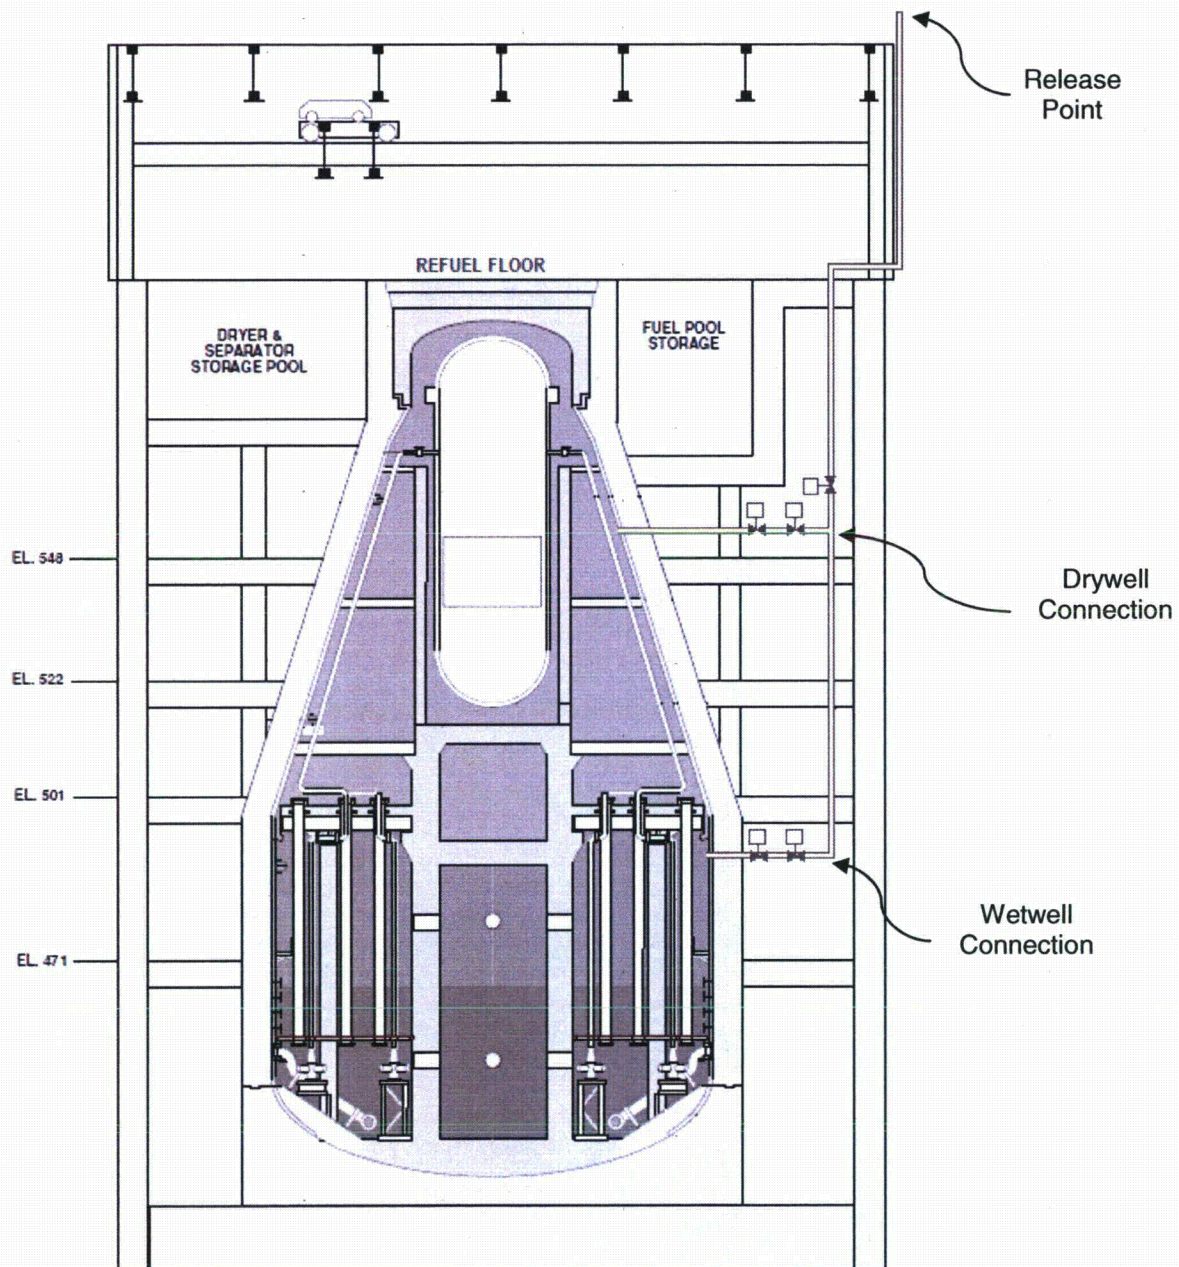 Release
Point
REFUEL FLOOR
DRYER &
SEPARATOR
STORAGE POOL
FUEL POOL
STORAGE
EL. 548
Drywell
Connection
EL. 522
EL. 501
Wetwell
Connection
EL. 471